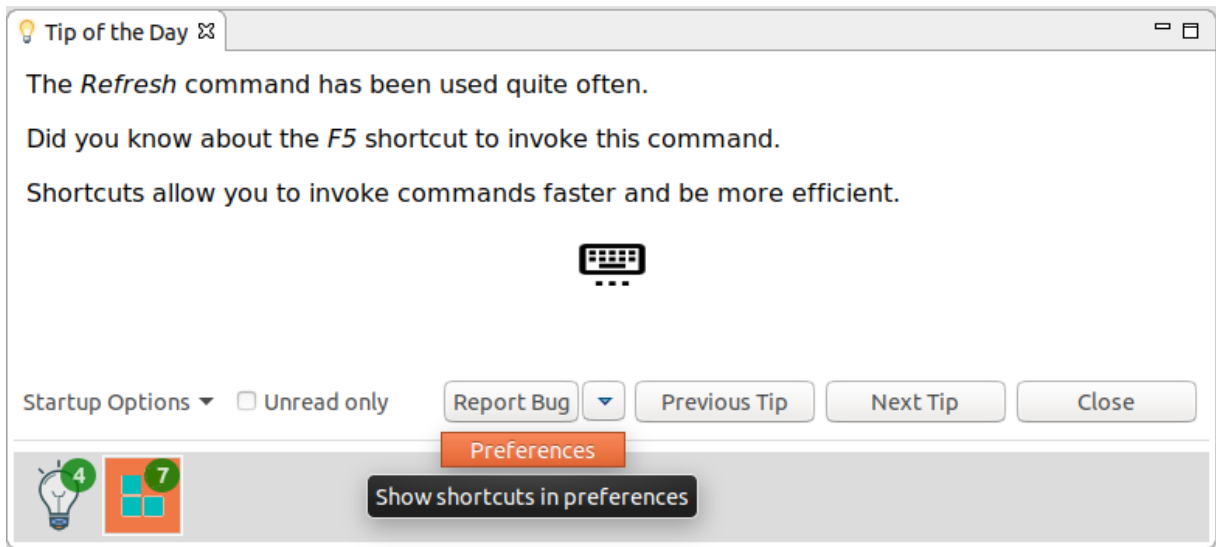 Tip of the Day
The Refresh command has been used quite often.
Did you know about the F5 shortcut to invoke this command.
Shortcuts allow you to invoke commands faster and be more efficient.
Startup Options Unread only Report Bug Previous Tip Next Tip Close
Preferences
4 7
Show shortcuts in preferences